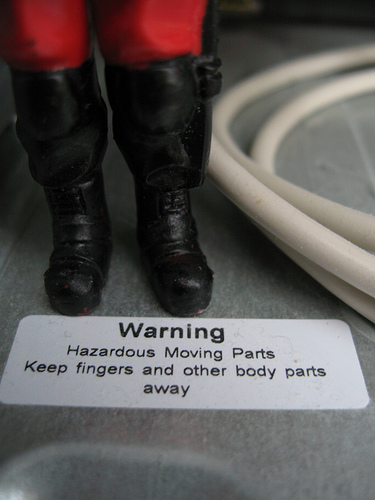 Warning
Hazardous Moving Parts
Keep fingers and other body parts
away